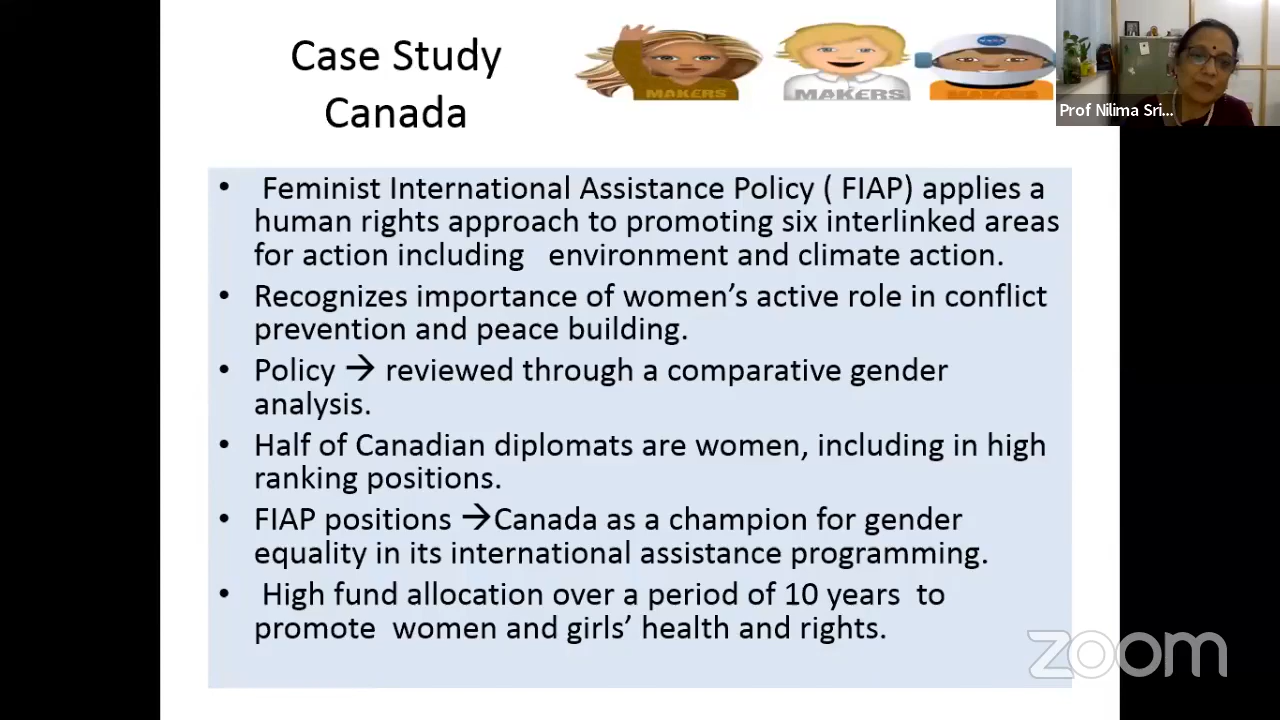 Case Study
Canada
MAKERS
MAKERS
NASA
MAKERS
Prof Nilima Sri...
• Feminist International Assistance Policy ( FIAP) applies a
human rights approach to promoting six interlinked areas
for action including environment and climate action.
• Recognizes importance of women’s active role in conflict
prevention and peace building.
• Policy → reviewed through a comparative gender
analysis.
• Half of Canadian diplomats are women, including in high
ranking positions.
• FIAP positions →Canada as a champion for gender
equality in its international assistance programming.
• High fund allocation over a period of 10 years to
promote women and girls’ health and rights.
zoom